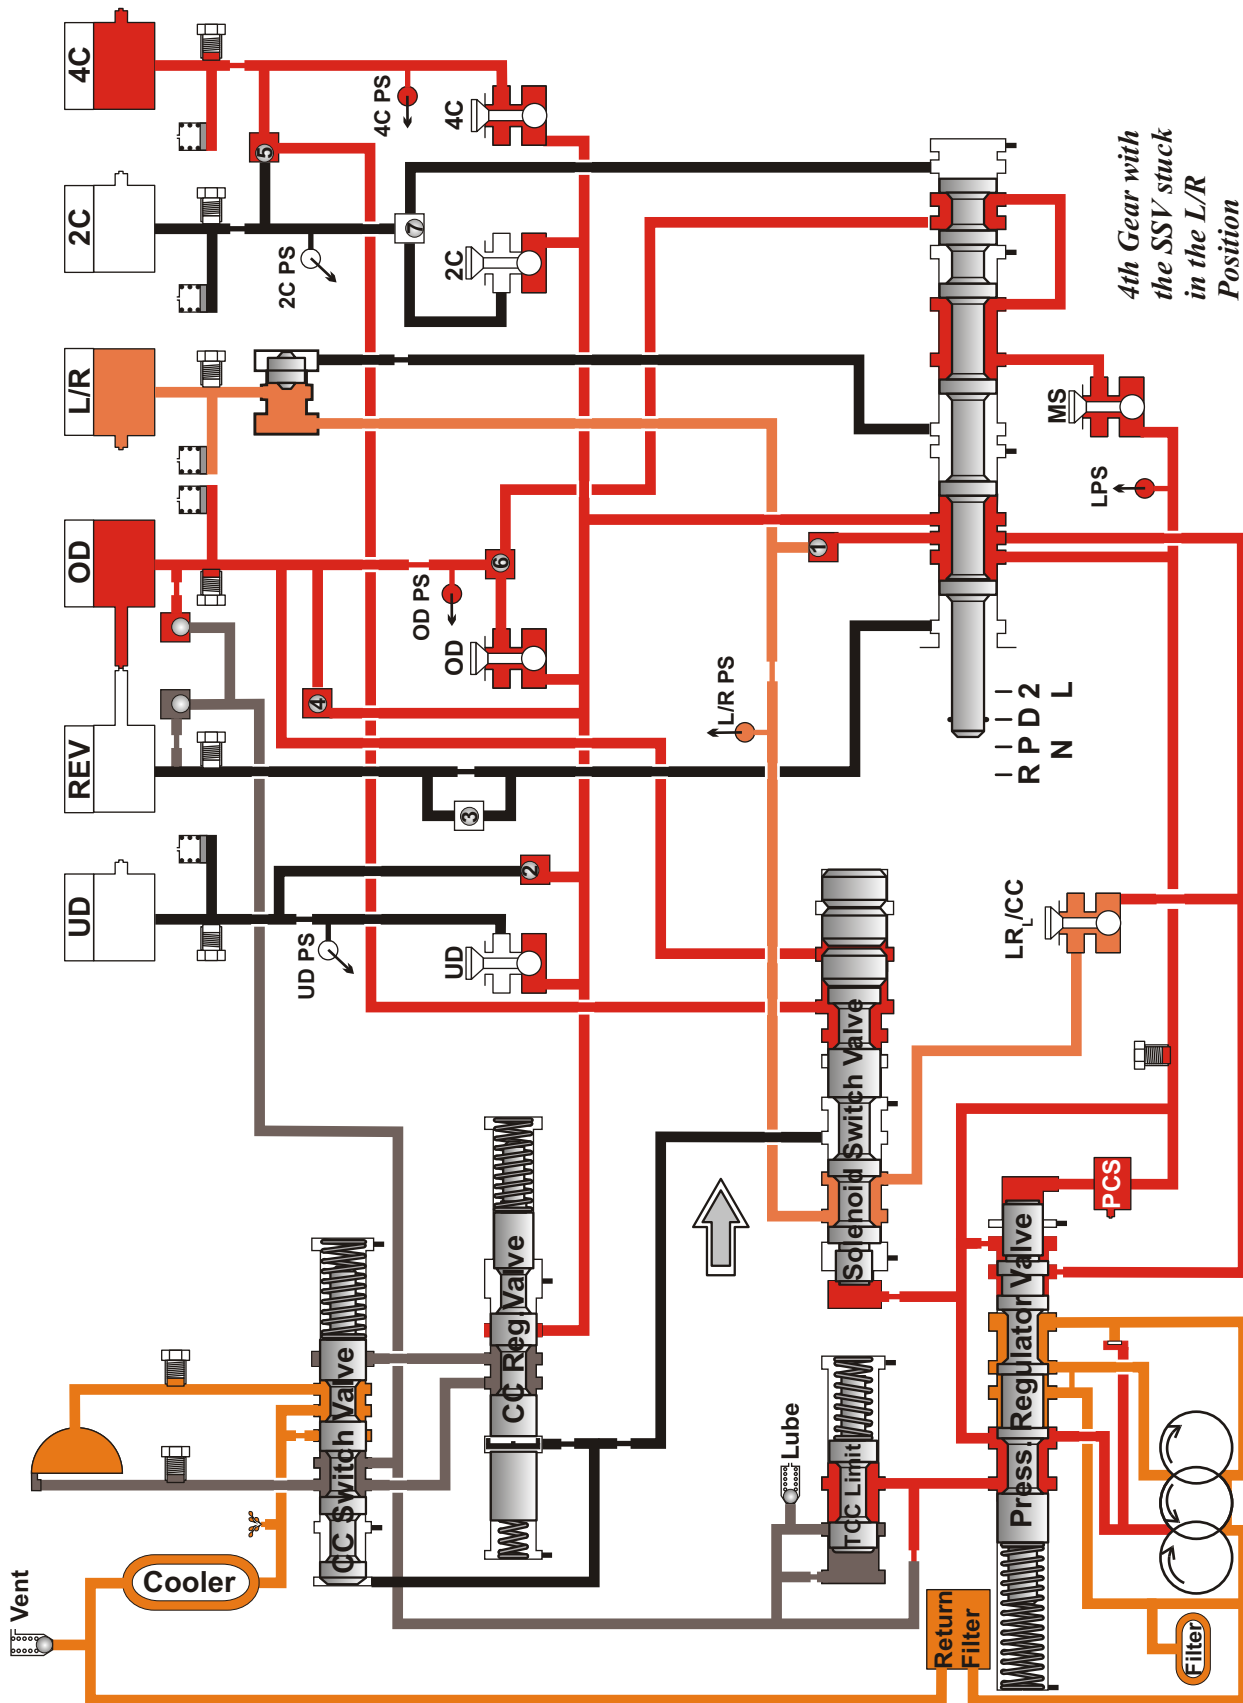 4C
2C
L/R
OD
REV
UD
5
4C PS
4C
2C PS
7
2C
OD PS
6
OD
4
3
2
UD PS
UD
1
L/R PS
MS
LPS
R P D 2
N L
4th Gear with
the SSV stuck
in the L/R
Position
LRL/CC
Solenoid Switch Valve
CC Switch Valve
CC Reg. Valve
TCC Limit
Lube
PCS
Press. Regulator Valve
Vent
Cooler
Return
Filter
Filter